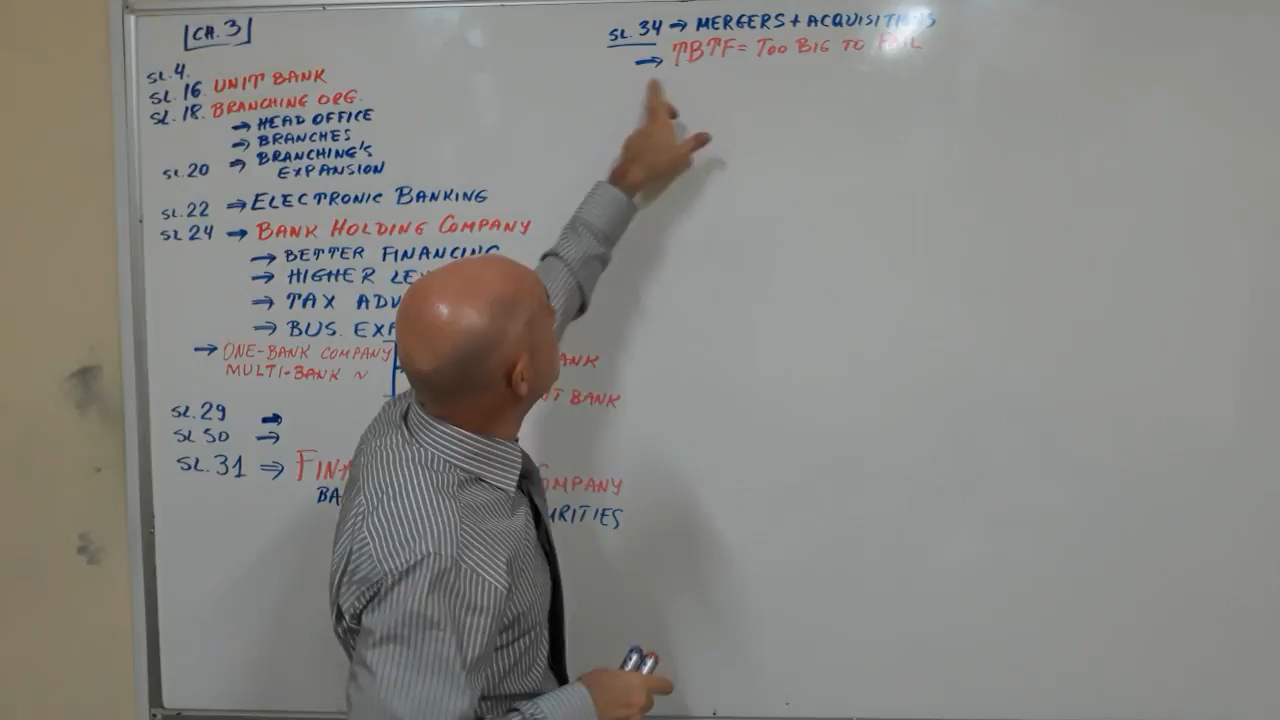 CH.3
SL.4.
SL.16. UNIT BANK
SL.18. BRANCHING ORG.
→ HEAD OFFICE
→ BRANCHES
SL.20 → BRANCHING'S
EXPANSION
SL.22 → ELECTRONIC BANKING
SL 24 → BANK HOLDING COMPANY
→ BETTER FINANCING
→ HIGHER
→ TAX
→ BUS.
→ ONE-BANK COMPANY
MULTI-BANK ~
BANK
SL.29 →
SL 30 →
SL.31 ⇒
COMPANY
SL.34 → MERGERS + ACQUISITIONS
→ TBTF = TOO BIG TO FAIL